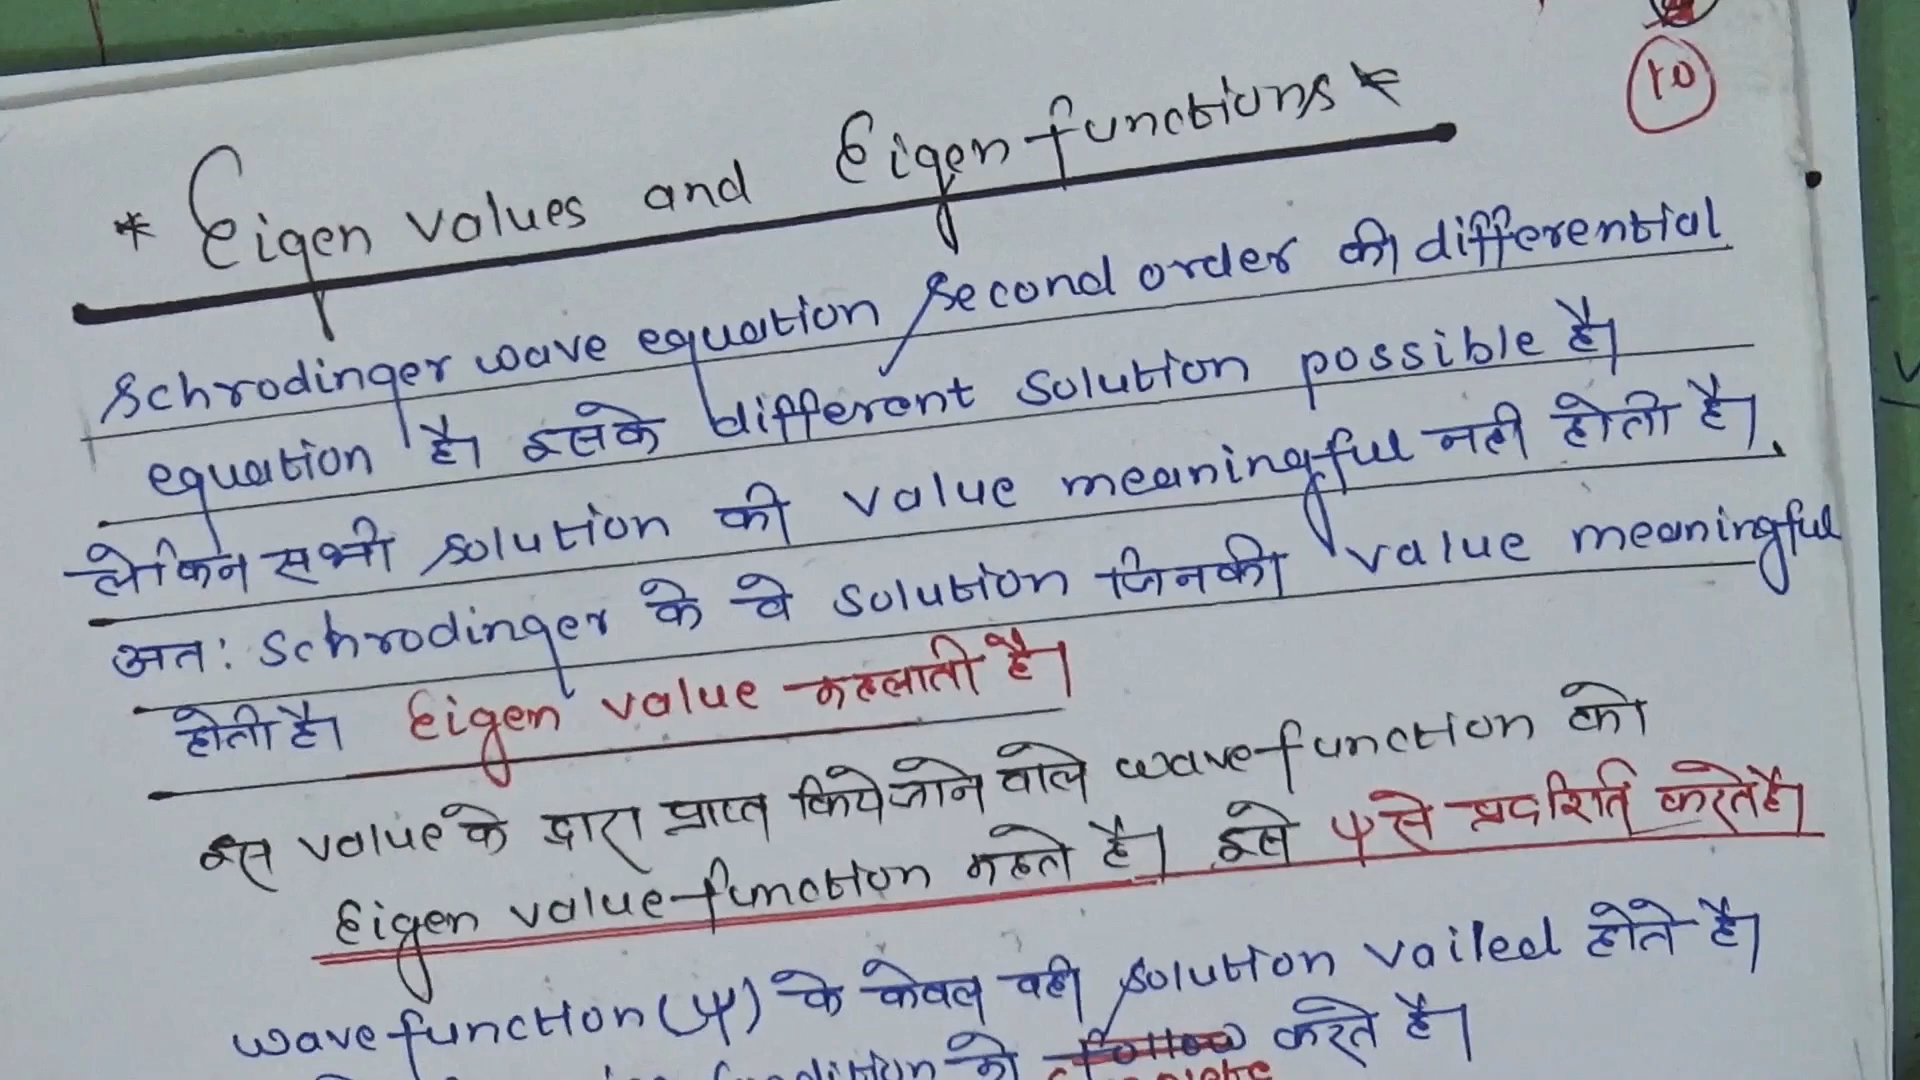 10
* Eigen values and Eigen functions *
Schrodinger wave equation second order की differential
equation है। इसके different solution possible है।
लेकिन सभी solution की value meaningful नही होती है।
अतः Schrodinger के वे solution जिनकी value meaningful
होती है। Eigen value कहलाती है।
इस value के द्वारा प्राप्त किये जाने वाले wave function को
Eigen value function कहते है। इसे ψ से प्रदर्शित करते है।
wave function (ψ) के केवल वही solution vailed होते है।
condition को follow करते है।